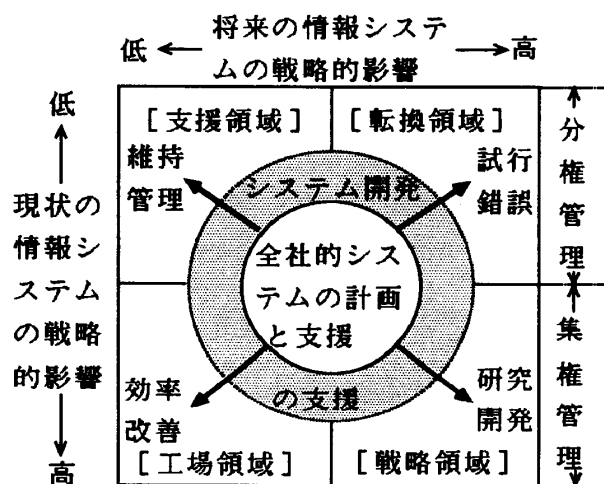 将来の情報システ
ムの戦略的影響
低
高
低
現状の
情報シ
ステム
の戦略
的影響
高
[支援領域]
維持
管理
[転換領域]
試行
錯誤
システム開発
全社的シス
テムの計画
と支援
の支援
効率
改善
[工場領域]
研究
開発
[戦略領域]
分権管理
集権管理